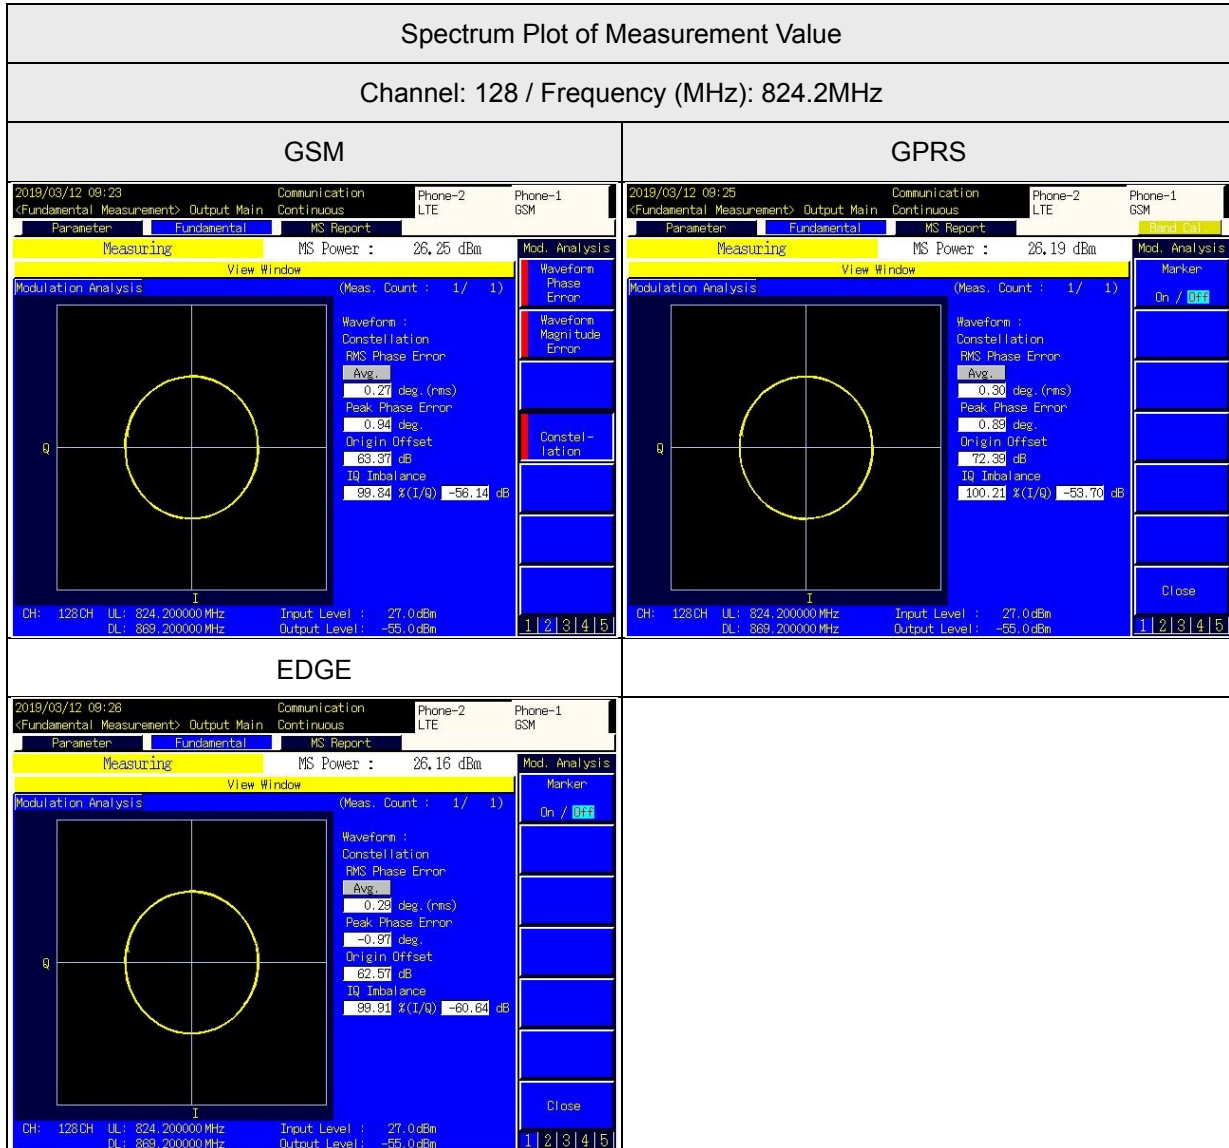 Spectrum Plot of Measurement Value
Channel: 128 / Frequency (MHz): 824.2MHz
GSM
GPRS
2019/03/12 09:23 Communication Phone-2 Phone-1
<Fundamental Measurement> Output Main Continuous LTE GSM
Parameter Fundamental MS Report
Measuring MS Power : 26.25 dBm Mod. Analysis
View Window
Modulation Analysis (Meas. Count : 1/ 1)
Waveform :
Constellation
RMS Phase Error
Avg.
0.27 deg.(rms)
Peak Phase Error
0.94 deg.
Origin Offset
63.37 dB
IQ Imbalance
99.84 %(I/Q) -56.14 dB
Q
I
Waveform
Phase
Error
Waveform
Magnitude
Error
Constel-
lation
CH: 128CH UL: 824.200000MHz Input Level : 27.0dBm
DL: 869.200000MHz Output Level: -55.0dBm
1 2 3 4 5
2019/03/12 09:25 Communication Phone-2 Phone-1
<Fundamental Measurement> Output Main Continuous LTE GSM
Parameter Fundamental MS Report Band Cal.
Measuring MS Power : 26.19 dBm Mod. Analysis
View Window
Modulation Analysis (Meas. Count : 1/ 1)
Waveform :
Constellation
RMS Phase Error
Avg.
0.30 deg.(rms)
Peak Phase Error
0.89 deg.
Origin Offset
72.39 dB
IQ Imbalance
100.21 %(I/Q) -53.70 dB
Q
I
Marker
On / Off
Close
CH: 128CH UL: 824.200000MHz Input Level : 27.0dBm
DL: 869.200000MHz Output Level: -55.0dBm
1 2 3 4 5
EDGE
2019/03/12 09:26 Communication Phone-2 Phone-1
<Fundamental Measurement> Output Main Continuous LTE GSM
Parameter Fundamental MS Report
Measuring MS Power : 26.16 dBm Mod. Analysis
View Window
Modulation Analysis (Meas. Count : 1/ 1)
Waveform :
Constellation
RMS Phase Error
Avg.
0.29 deg.(rms)
Peak Phase Error
-0.97 deg.
Origin Offset
62.57 dB
IQ Imbalance
99.91 %(I/Q) -60.64 dB
Q
I
Marker
On / Off
Close
CH: 128CH UL: 824.200000MHz Input Level : 27.0dBm
DL: 869.200000MHz Output Level: -55.0dBm
1 2 3 4 5